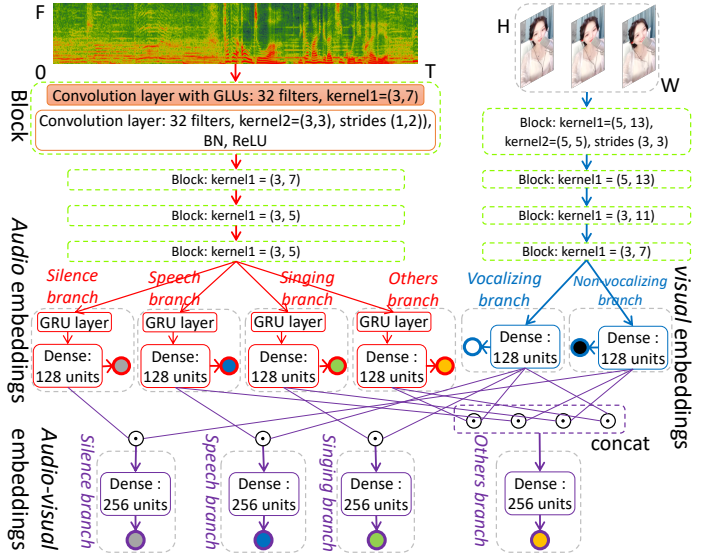 F
0
T
Block
Convolution layer with GLUs: 32 filters, kernel1=(3,7)
Convolution layer: 32 filters, kernel2=(3,3), strides (1,2)),
BN, ReLU
Block: kernel1 = (3, 7)
Block: kernel1 = (3, 5)
Block: kernel1 = (3, 5)
H
W
Block: kernel1=(5, 13),
kernel2=(5, 5), strides (3, 3)
Block: kernel1 = (5, 13)
Block: kernel1 = (3, 11)
Block: kernel1 = (3, 7)
Audio embeddings
Silence
branch
Speech
branch
Singing
branch
Others
branch
Vocalizing
branch
Non-vocalizing
branch
visual embeddings
GRU layer
GRU layer
GRU layer
GRU layer
Dense:
128 units
Dense:
128 units
Dense:
128 units
Dense:
128 units
Dense :
128 units
Dense :
128 units
concat
Audio-visual
embeddings
Silence branch
Dense :
256 units
Speech branch
Dense :
256 units
Singing branch
Dense :
256 units
Others branch
Dense :
256 units